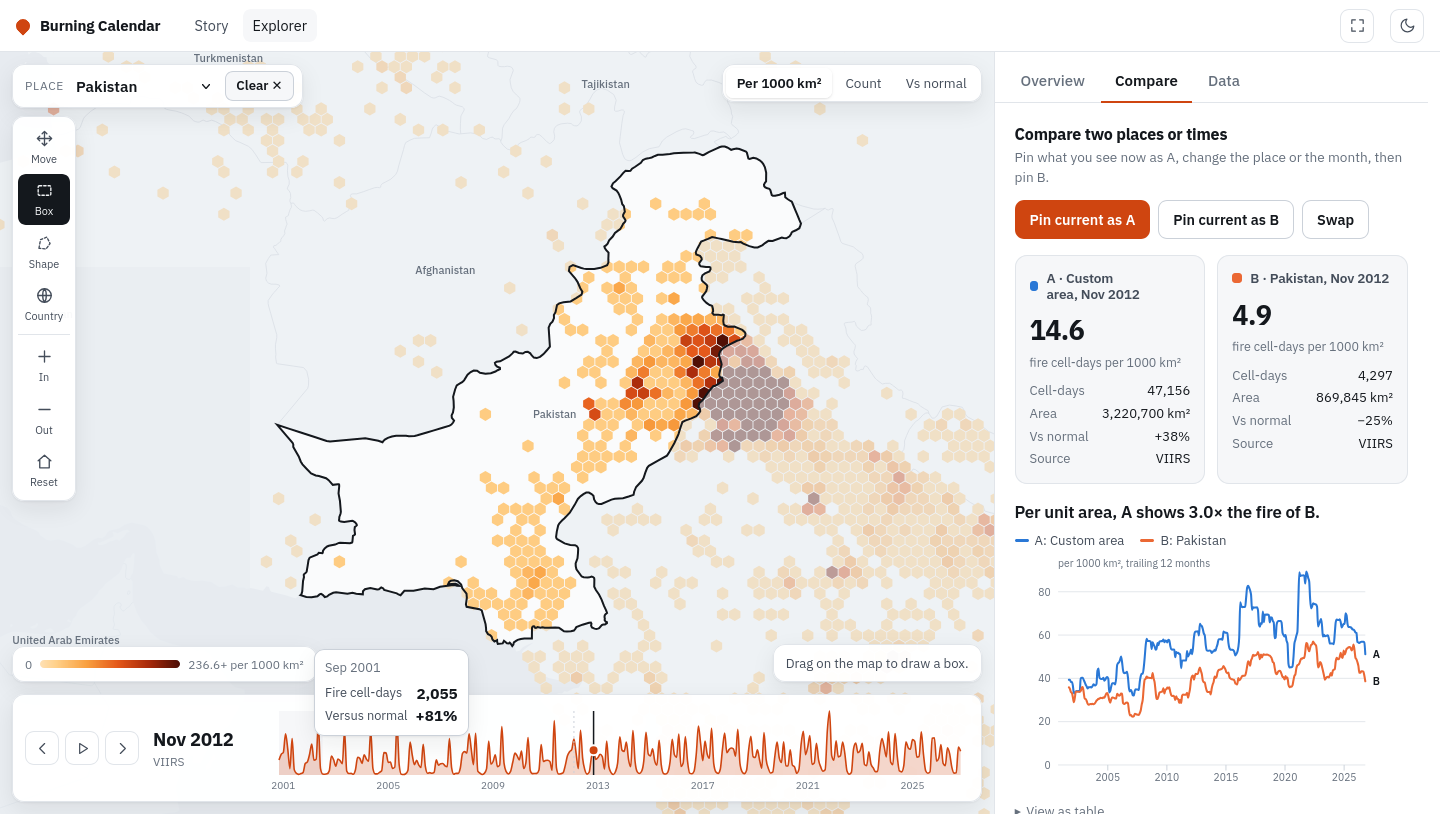 Burning Calendar
Story
Explorer
Turkmenistan
PLACE Pakistan
Clear ✕
Tajikistan
Per 1000 km²
Count
Vs normal
Move
Box
Shape
Country
In
Out
Reset
Afghanistan
Pakistan
United Arab Emirates
0 236.6+ per 1000 km²
Sep 2001
Fire cell-days 2,055
Versus normal +81%
Drag on the map to draw a box.
Nov 2012
VIIRS
2001 2005 2009 2013 2017 2021 2025
Overview
Compare
Data
Compare two places or times
Pin what you see now as A, change the place or the month, then
pin B.
Pin current as A
Pin current as B
Swap
A · Custom
area, Nov 2012
14.6
fire cell-days per 1000 km²
Cell-days 47,156
Area 3,220,700 km²
Vs normal +38%
Source VIIRS
B · Pakistan, Nov 2012
4.9
fire cell-days per 1000 km²
Cell-days 4,297
Area 869,845 km²
Vs normal −25%
Source VIIRS
Per unit area, A shows 3.0× the fire of B.
A: Custom area
B: Pakistan
per 1000 km², trailing 12 months
80
60
40
20
0
A
B
2005 2010 2015 2020 2025
▸ View as table